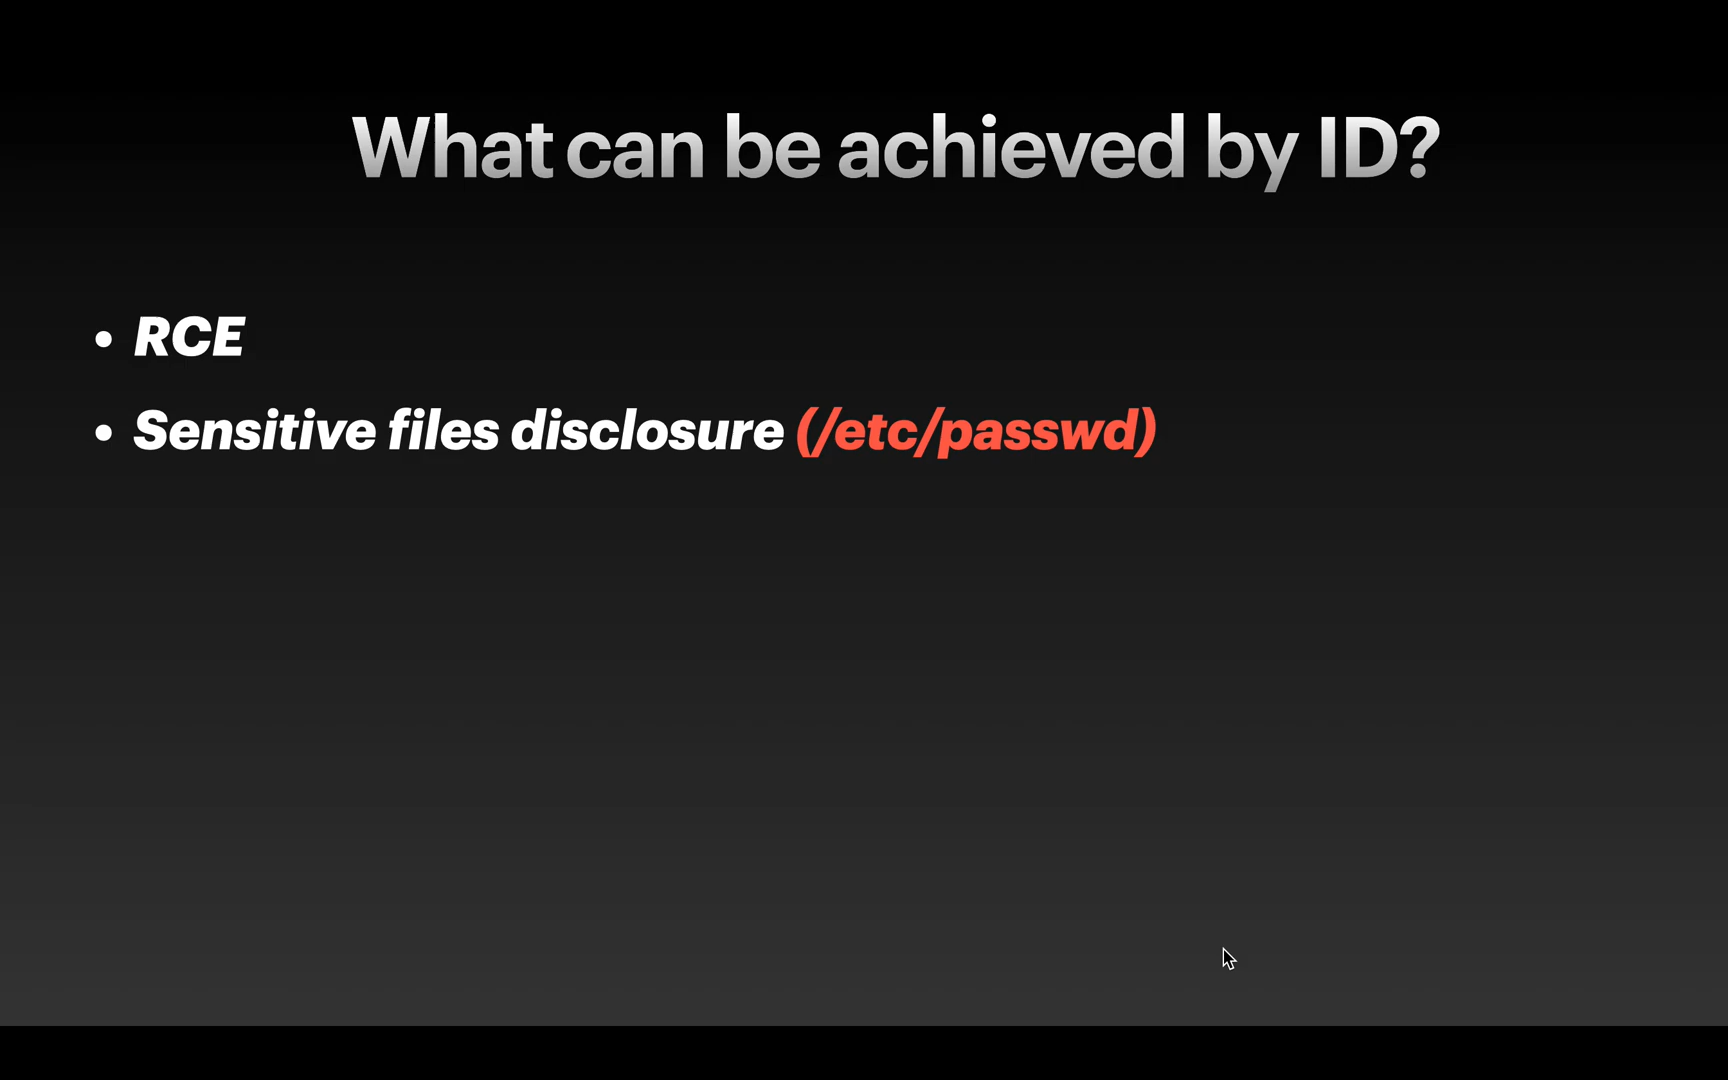 What can be achieved by ID?
• RCE
• Sensitive files disclosure (/etc/passwd)